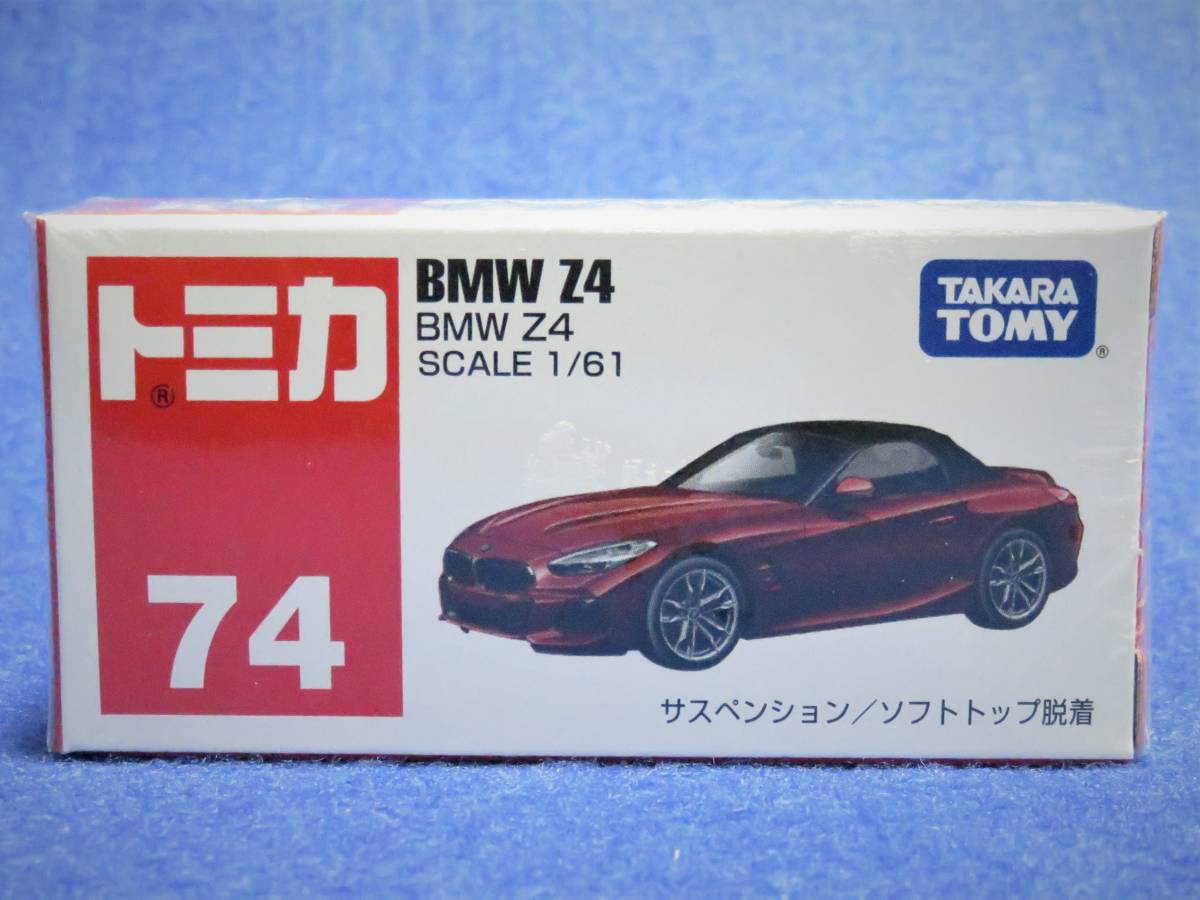 トミカ
®
74
BMW Z4
BMW Z4
SCALE 1/61
TAKARA
TOMY
®
サスペンション/ソフトトップ脱着